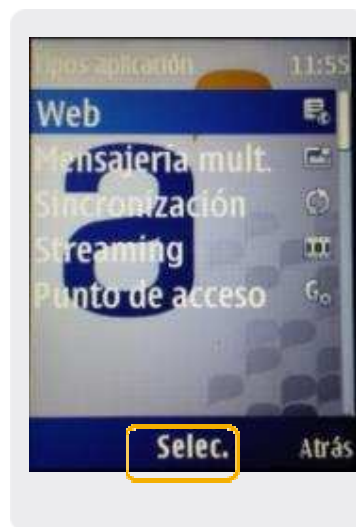 Tipos aplicación 11:55
Web
Mensajería mult.
Sincronización
Streaming
Punto de acceso
Selec. Atrás